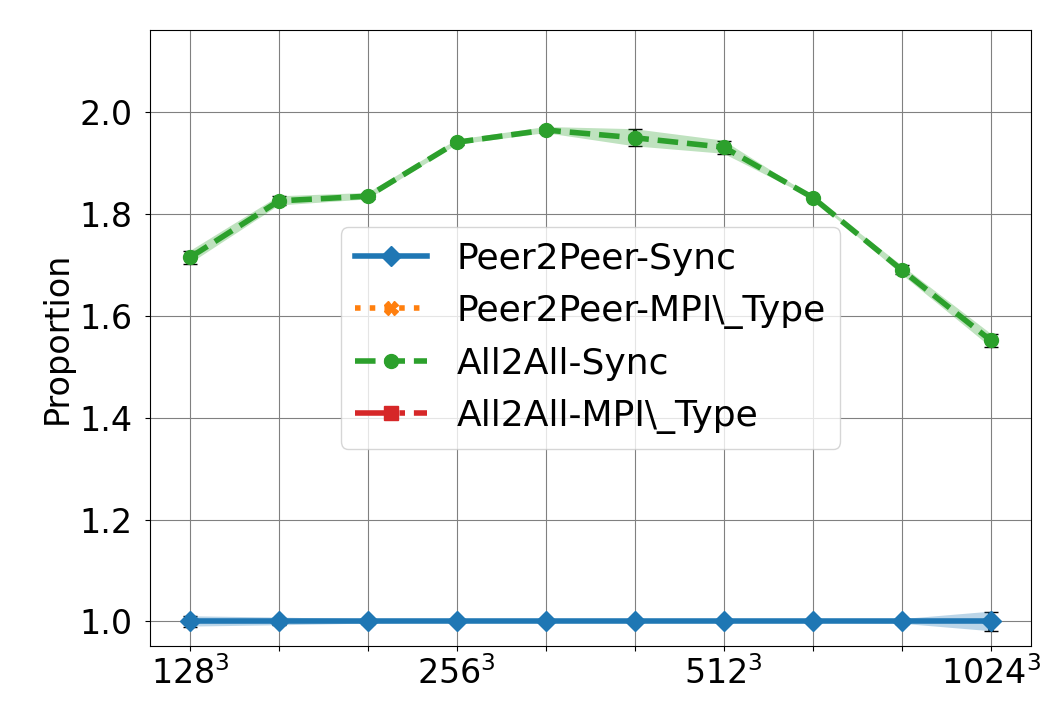 Proportion
2.0
1.8
1.6
1.4
1.2
1.0
Peer2Peer-Sync
Peer2Peer-MPI\_Type
All2All-Sync
All2All-MPI\_Type
128³ 256³ 512³ 1024³